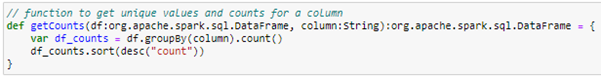 // function to get unique values and counts for a column
def getCounts(df:org.apache.spark.sql.DataFrame, column:String):org.apache.spark.sql.DataFrame = {
    var df_counts = df.groupBy(column).count()
    df_counts.sort(desc("count"))
}